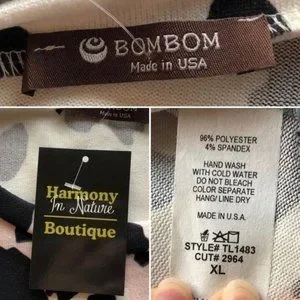 BOMBOM
Made in USA
BOM
Harmony
In Nature
Boutique
96% POLYESTER
4% SPANDEX
HAND WASH
WITH COLD WATER
DO NOT BLEACH
COLOR SEPARATE
HANG/ LINE DRY
MADE IN U.S.A.
STYLE# TL1483
CUT# 2964
XL